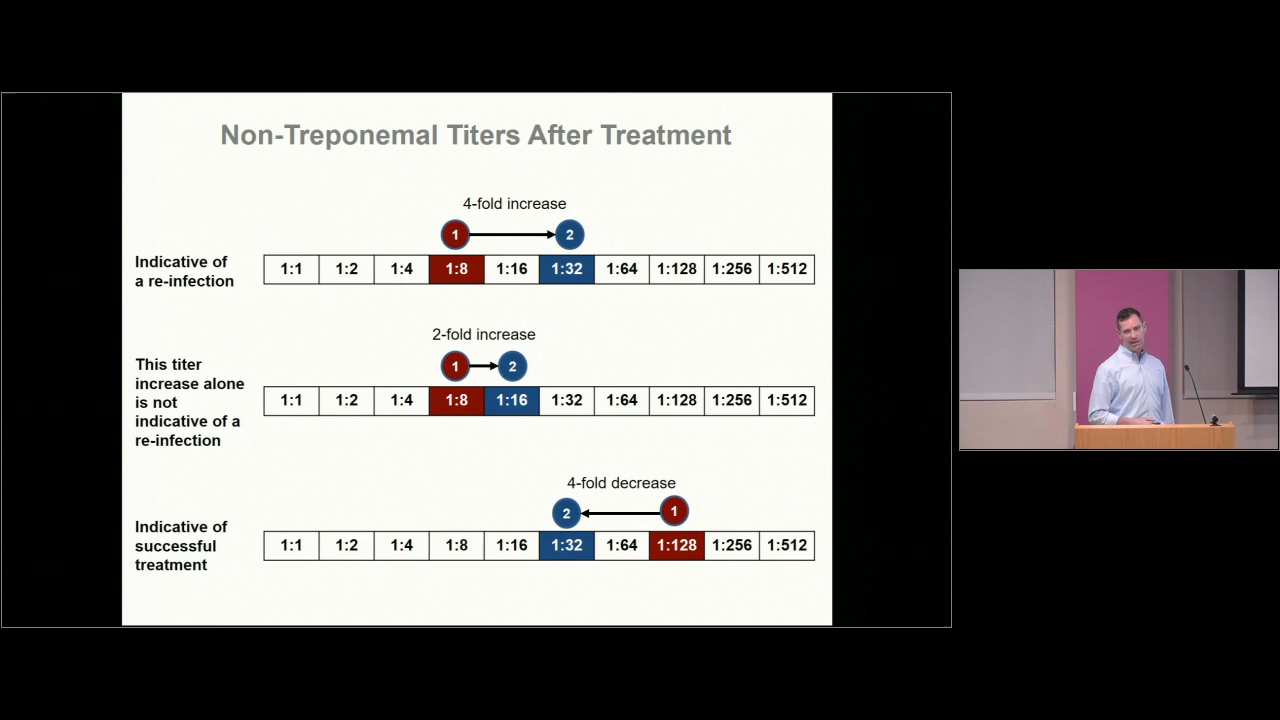 Non-Treponemal Titers After Treatment
4-fold increase
1 2
Indicative of
a re-infection
1:1 1:2 1:4 1:8 1:16 1:32 1:64 1:128 1:256 1:512
2-fold increase
1 2
This titer
increase alone
is not
indicative of a
re-infection
1:1 1:2 1:4 1:8 1:16 1:32 1:64 1:128 1:256 1:512
4-fold decrease
2 1
Indicative of
successful
treatment
1:1 1:2 1:4 1:8 1:16 1:32 1:64 1:128 1:256 1:512